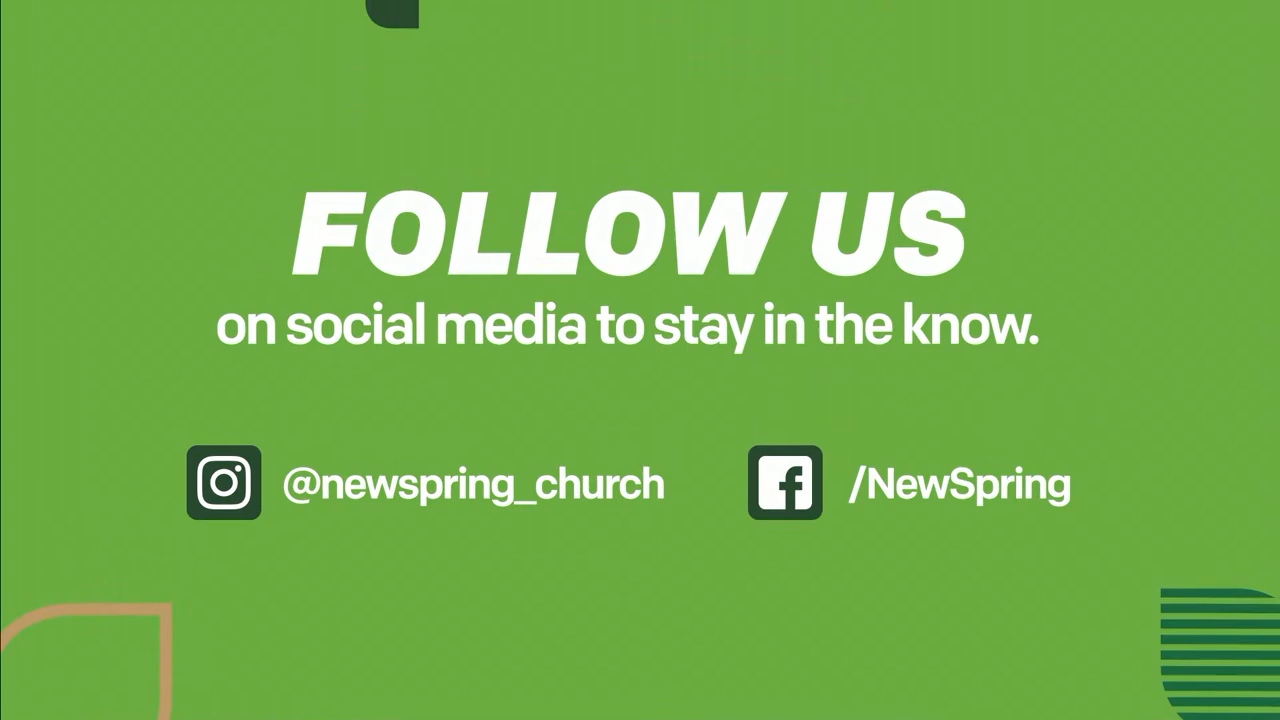 FOLLOW US
on social media to stay in the know.
@newspring_church /NewSpring